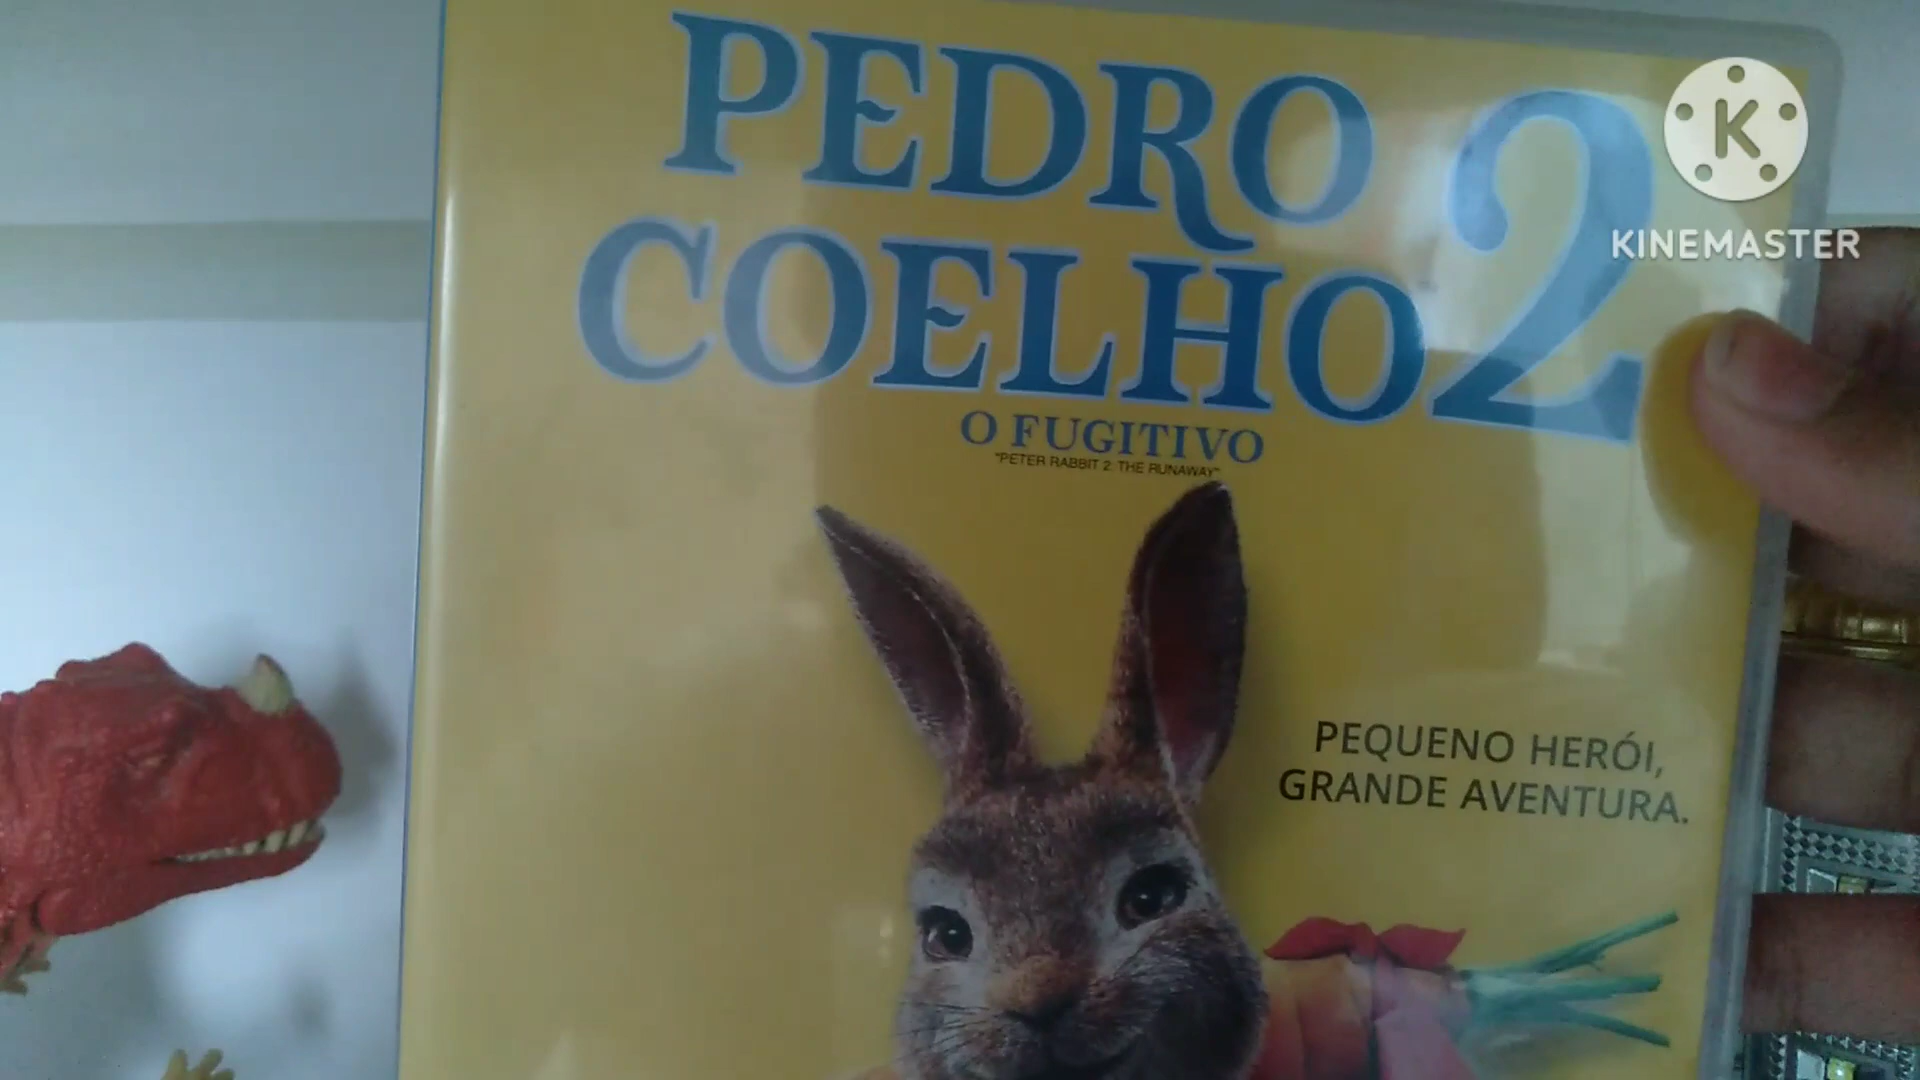 PEDRO
COELHO 2
O FUGITIVO
"PETER RABBIT 2: THE RUNAWAY"
PEQUENO HERÓI,
GRANDE AVENTURA.
K
KINEMASTER